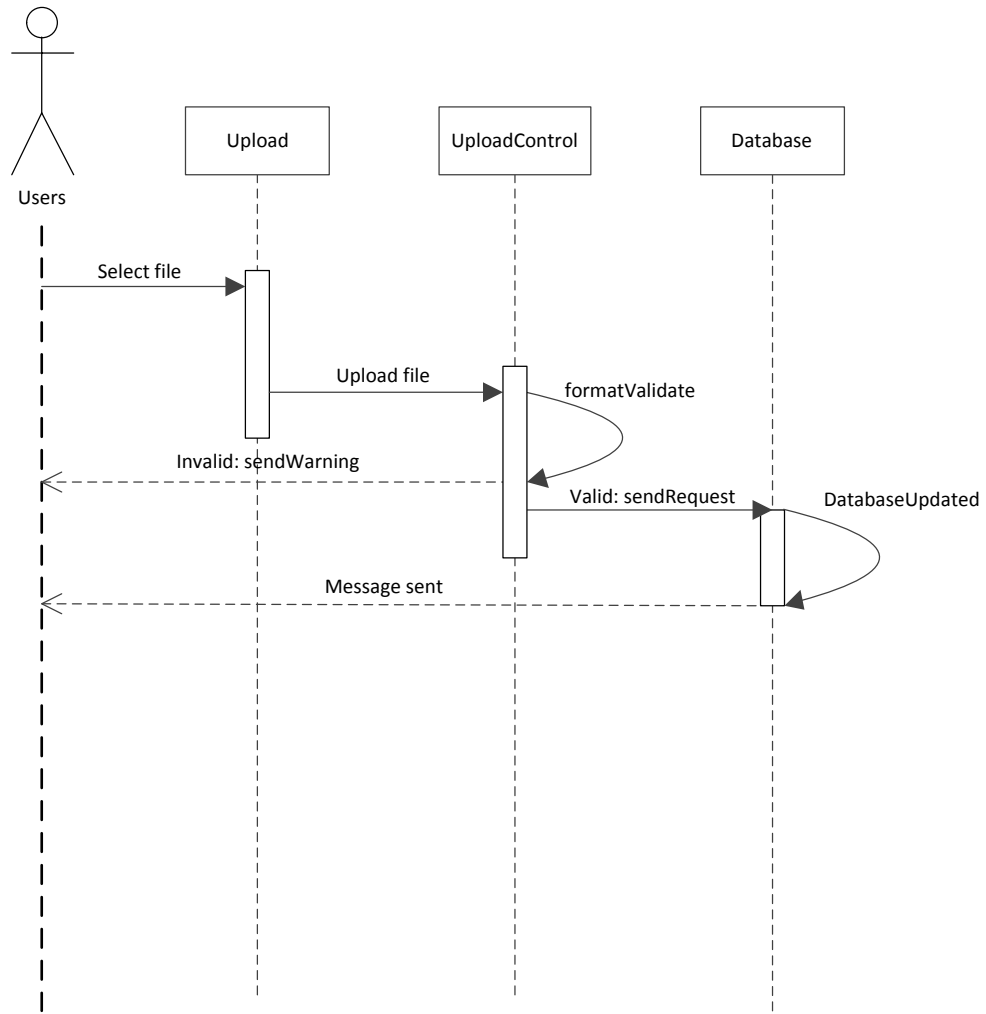 Upload
UploadControl
Database
Users
Select file
Upload file
formatValidate
Invalid: sendWarning
Valid: sendRequest
DatabaseUpdated
Message sent